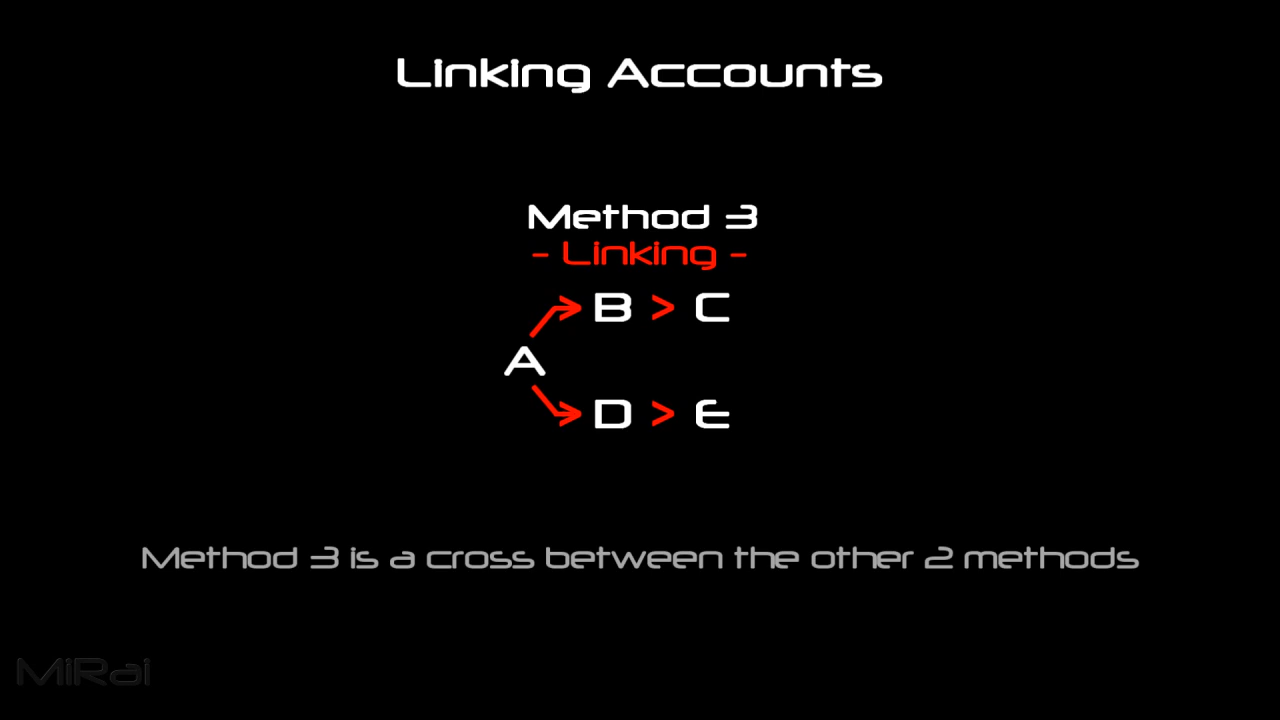 Linking Accounts
Method 3
- Linking -
B > C
A
D > E
Method 3 is a cross between the other 2 methods
MiRai